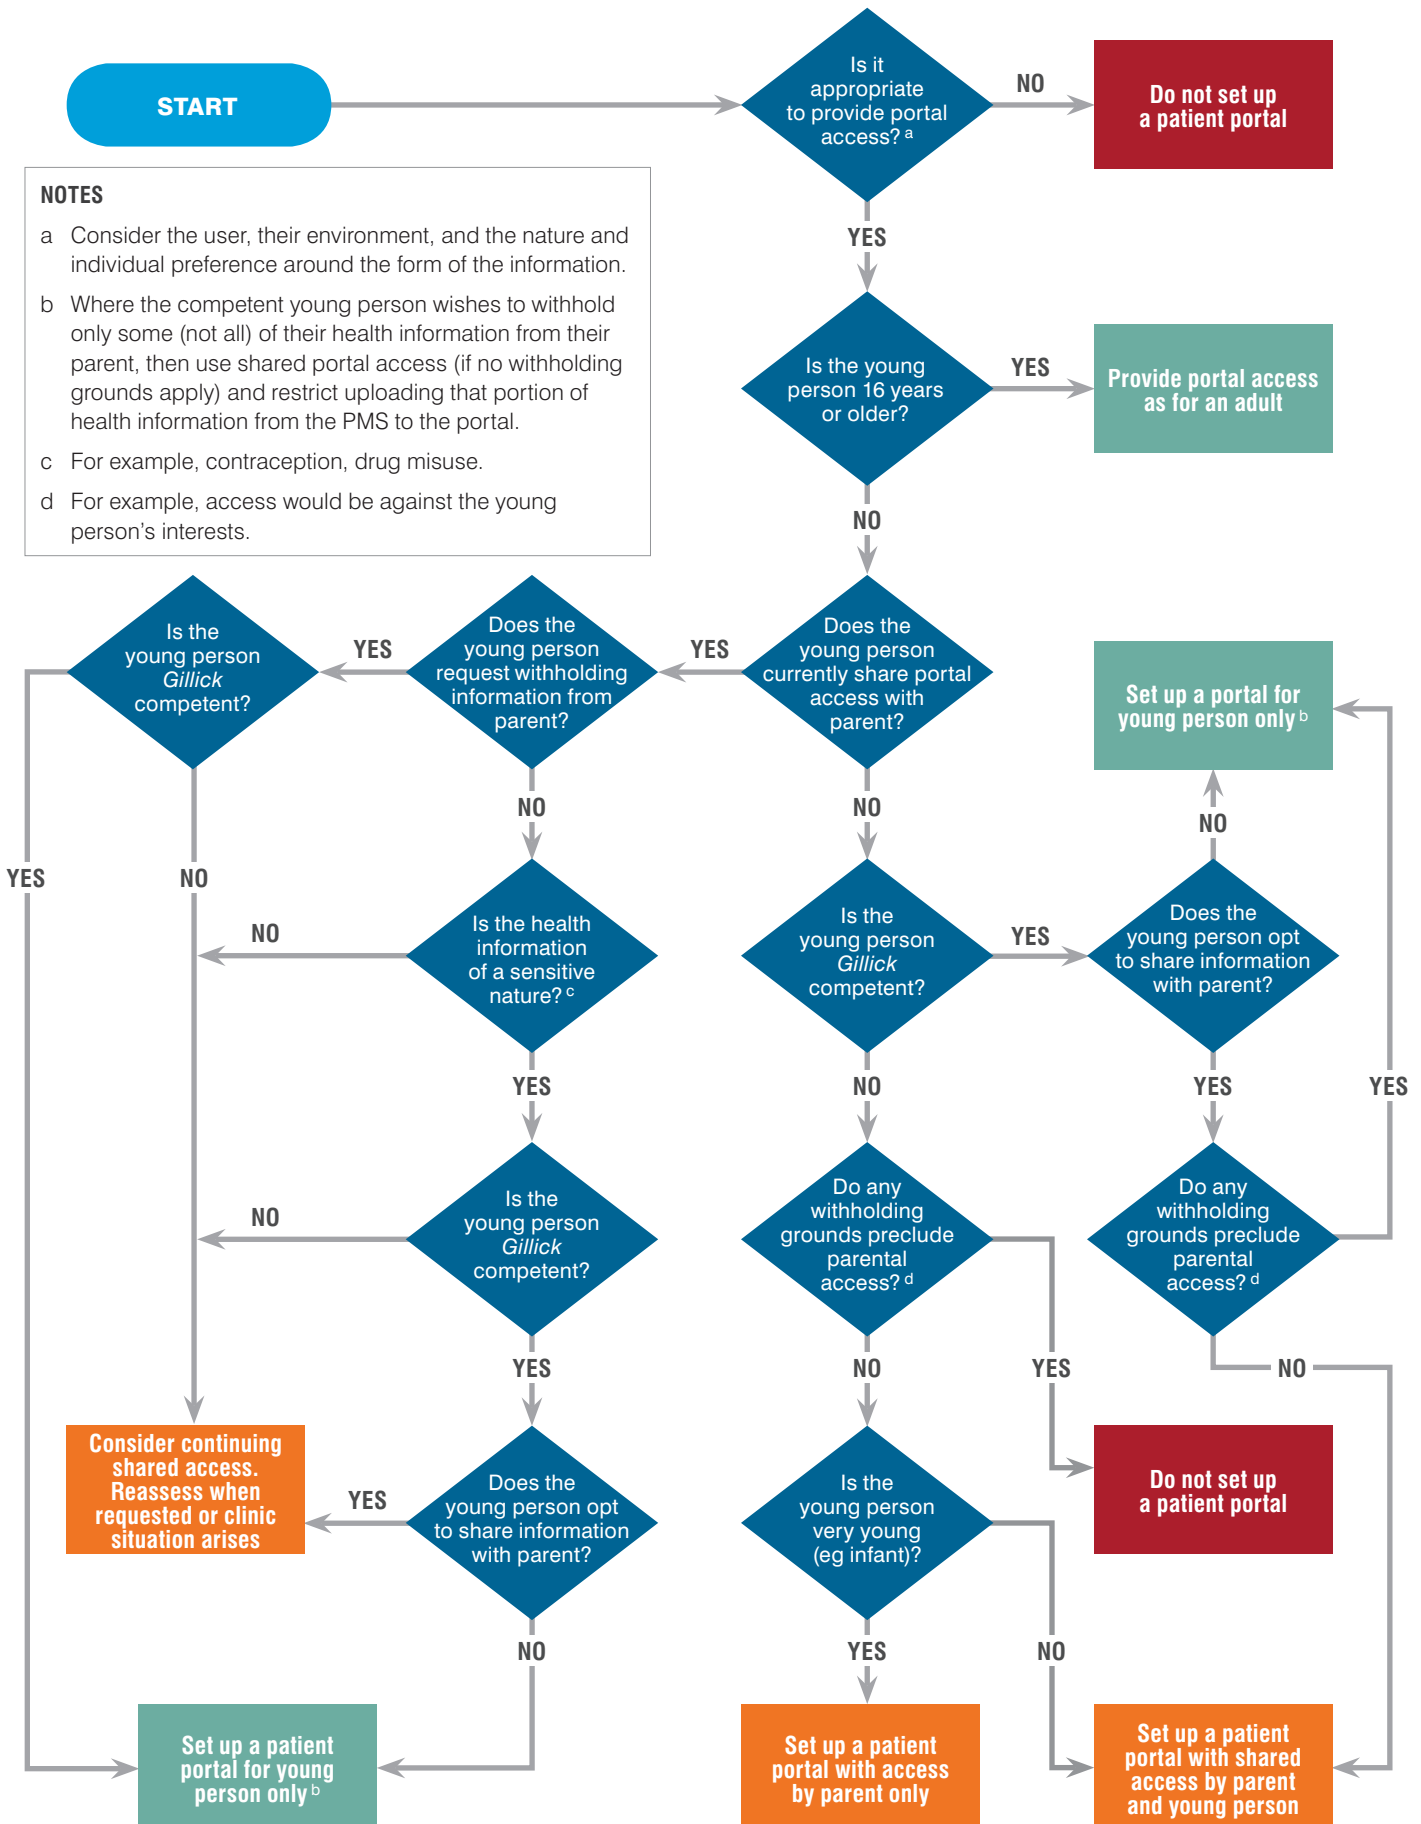 START
Is it
appropriate
to provide portal
access? a
NO
Do not set up
a patient portal
NOTES
a Consider the user, their environment, and the nature and
individual preference around the form of the information.
b Where the competent young person wishes to withhold
only some (not all) of their health information from their
parent, then use shared portal access (if no withholding
grounds apply) and restrict uploading that portion of
health information from the PMS to the portal.
c For example, contraception, drug misuse.
d For example, access would be against the young
person's interests.
YES
Is the young
person 16 years
or older?
YES
Provide portal access
as for an adult
NO
Does the
young person
currently share portal
access with
parent?
YES
Does the
young person
request withholding
information from
parent?
YES
Is the
young person
Gillick
competent?
YES
NO
NO
Is the health
information
of a sensitive
nature? c
NO
YES
Is the
young person
Gillick
competent?
NO
YES
Does the
young person opt
to share information
with parent?
YES
Consider continuing
shared access.
Reassess when
requested or clinic
situation arises
NO
Set up a patient
portal for young
person only b
NO
Is the
young person
Gillick
competent?
YES
Does the
young person opt
to share information
with parent?
NO
Set up a portal for
young person only b
YES
Do any
withholding
grounds preclude
parental
access? d
YES
NO
NO
Do any
withholding
grounds preclude
parental
access? d
YES
Do not set up
a patient portal
NO
Is the
young person
very young
(eg infant)?
YES
NO
Set up a patient
portal with access
by parent only
Set up a patient
portal with shared
access by parent
and young person